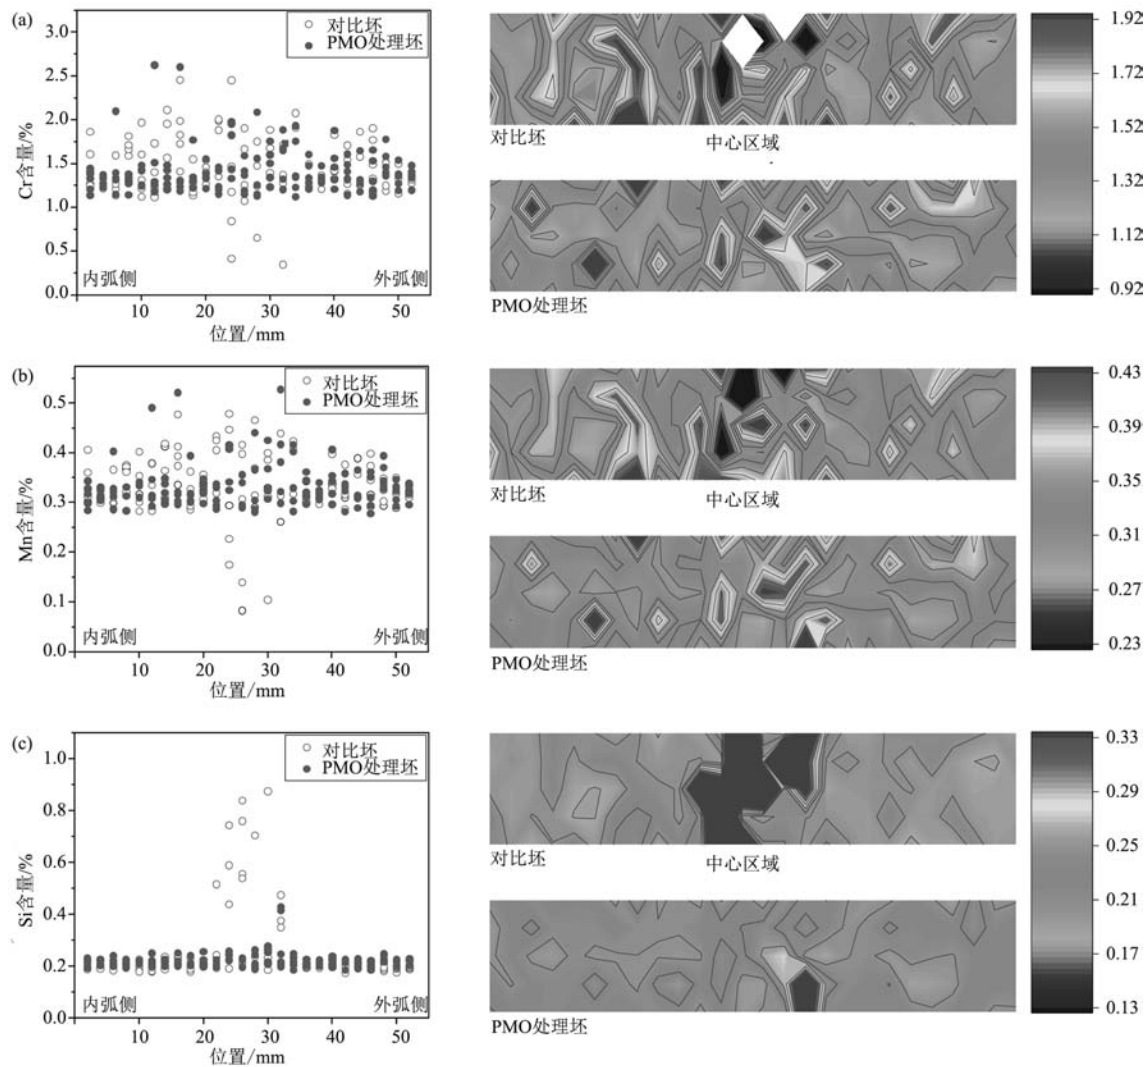 (a)
3.0
2.5
2.0
1.5
1.0
0.5
0.0
Cr含量/%
对比坯
PMO处理坯
内弧侧
外弧侧
10
20
30
40
50
位置/mm
对比坯
中心区域
PMO处理坯
1.92
1.72
1.52
1.32
1.12
0.92
(b)
0.5
0.4
0.3
0.2
0.1
0.0
Mn含量/%
对比坯
PMO处理坯
内弧侧
外弧侧
10
20
30
40
50
位置/mm
对比坯
中心区域
PMO处理坯
0.43
0.39
0.35
0.31
0.27
0.23
(c)
1.0
0.8
0.6
0.4
0.2
0.0
Si含量/%
对比坯
PMO处理坯
内弧侧
外弧侧
10
20
30
40
50
位置/mm
对比坯
中心区域
PMO处理坯
0.33
0.29
0.25
0.21
0.17
0.13